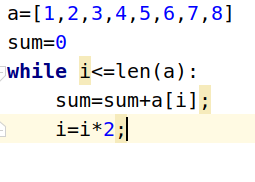 a=[1,2,3,4,5,6,7,8]
sum=0
while i<=len(a):
    sum=sum+a[i];
    i=i*2;